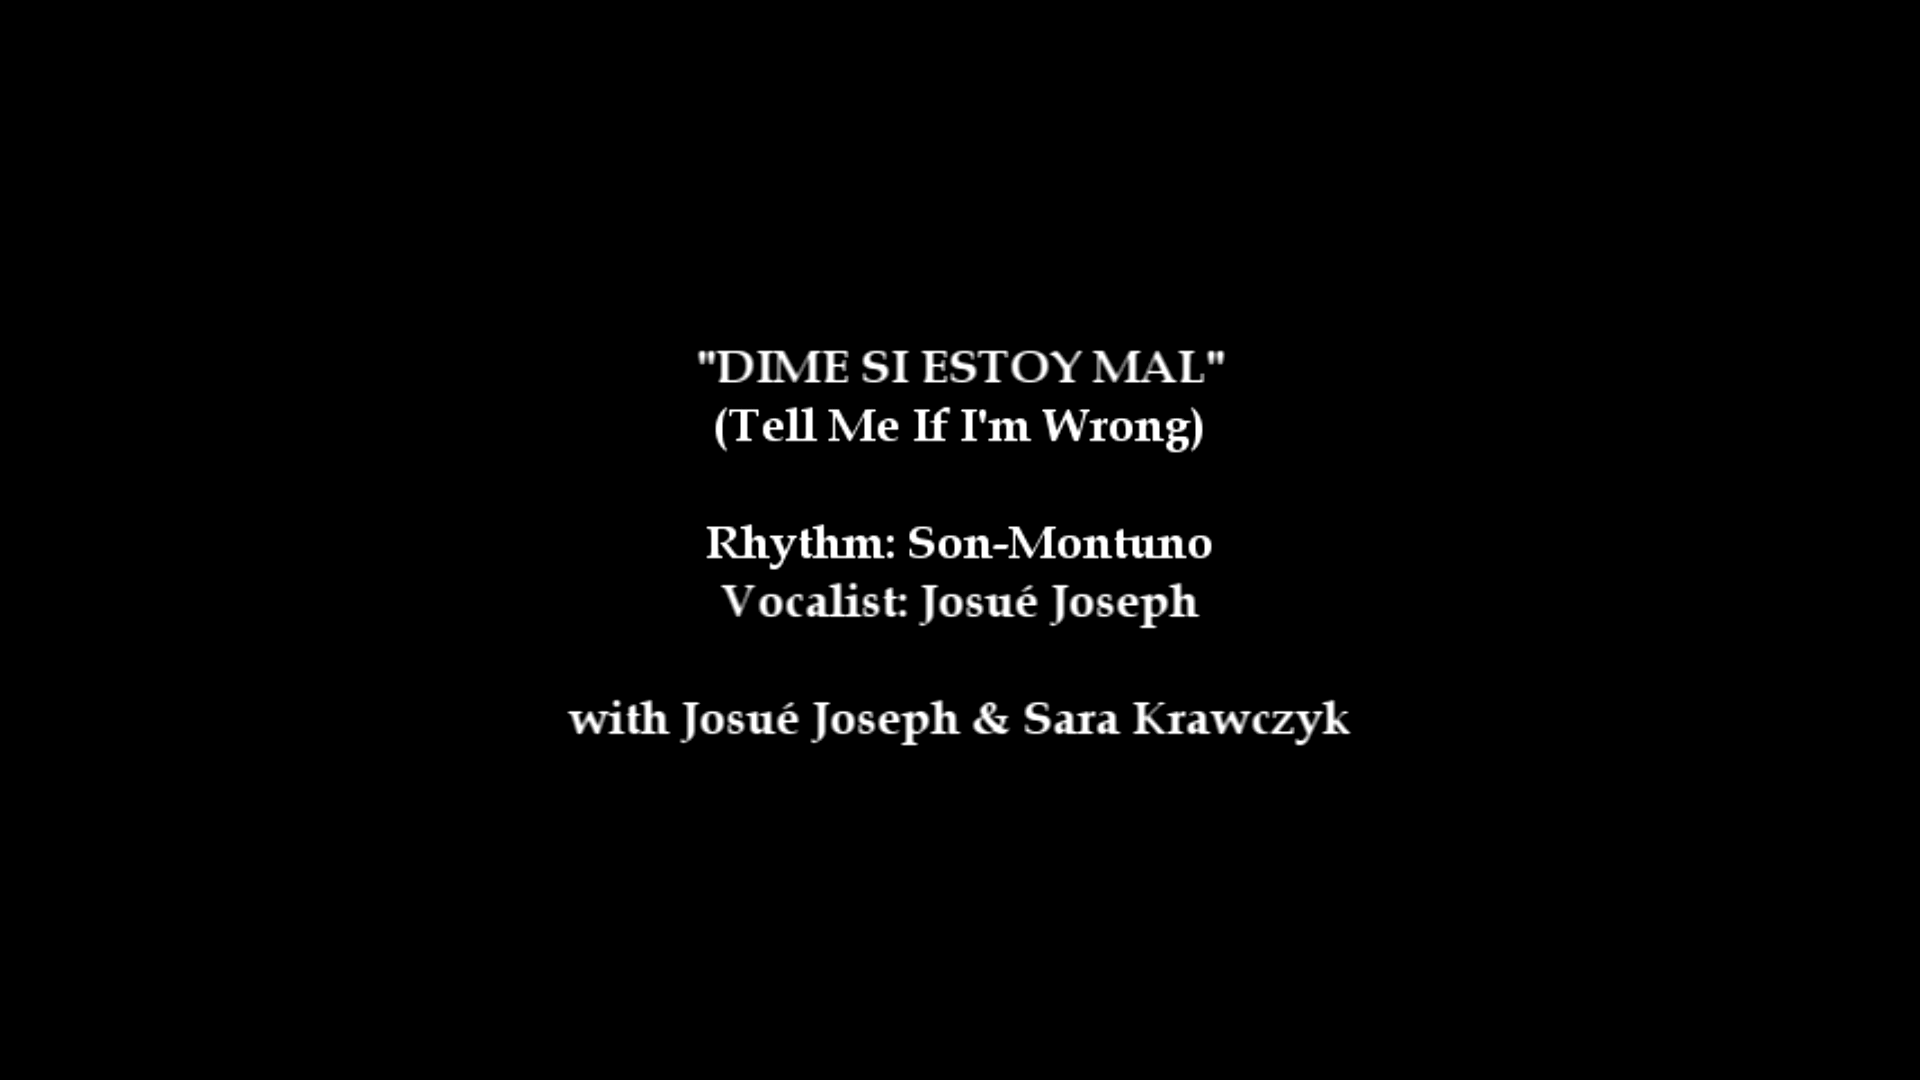 "DIME SI ESTOY MAL"
(Tell Me If I'm Wrong)
Rhythm: Son-Montuno
Vocalist: Josué Joseph
with Josué Joseph & Sara Krawczyk